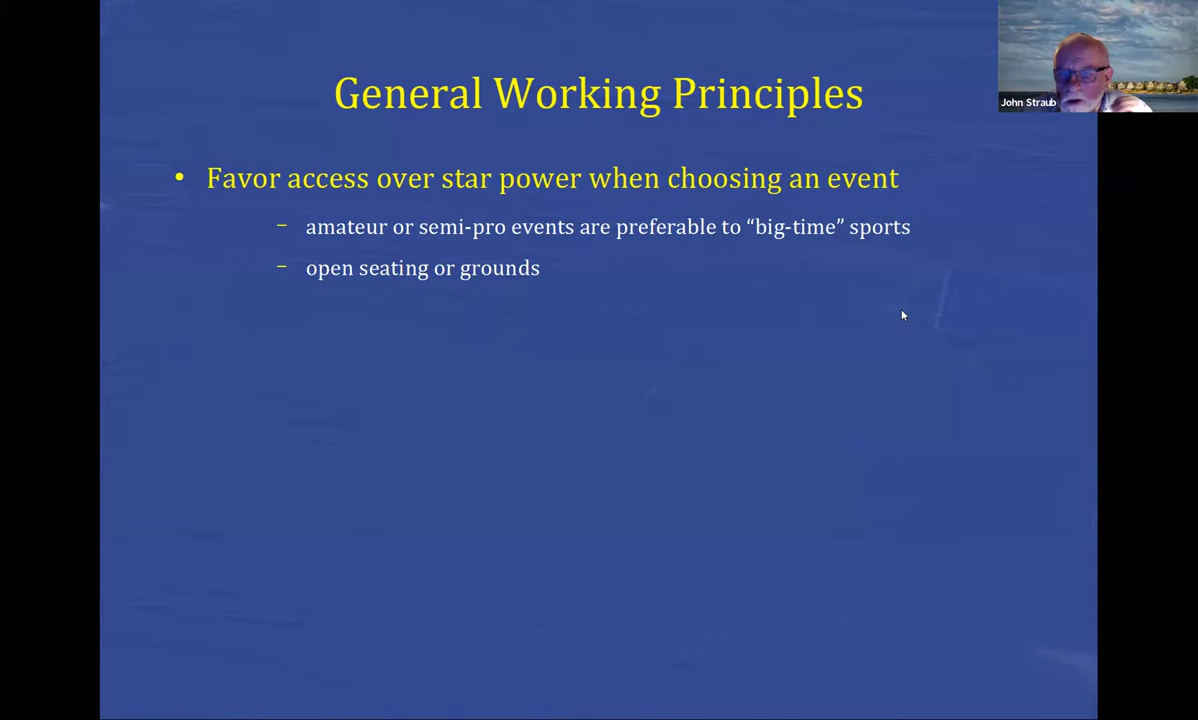 General Working Principles
John Straub
• Favor access over star power when choosing an event
– amateur or semi-pro events are preferable to “big-time” sports
– open seating or grounds